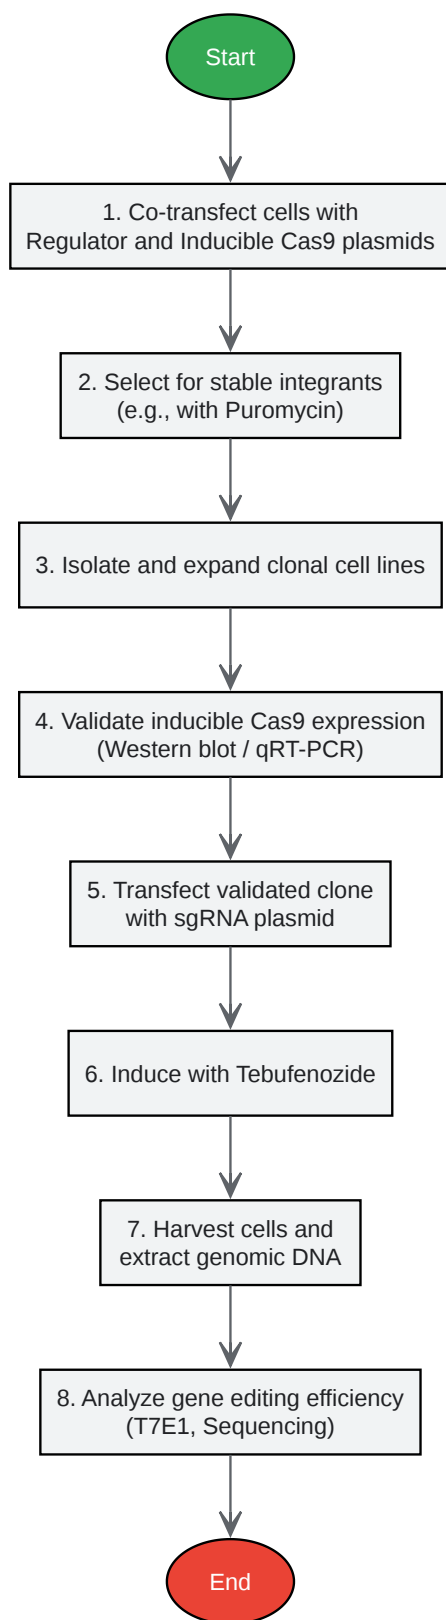 Start
1. Co-transfect cells with
Regulator and Inducible Cas9 plasmids
2. Select for stable integrants
(e.g., with Puromycin)
3. Isolate and expand clonal cell lines
4. Validate inducible Cas9 expression
(Western blot / qRT-PCR)
5. Transfect validated clone
with sgRNA plasmid
6. Induce with Tebufenozide
7. Harvest cells and
extract genomic DNA
8. Analyze gene editing efficiency
(T7E1, Sequencing)
End